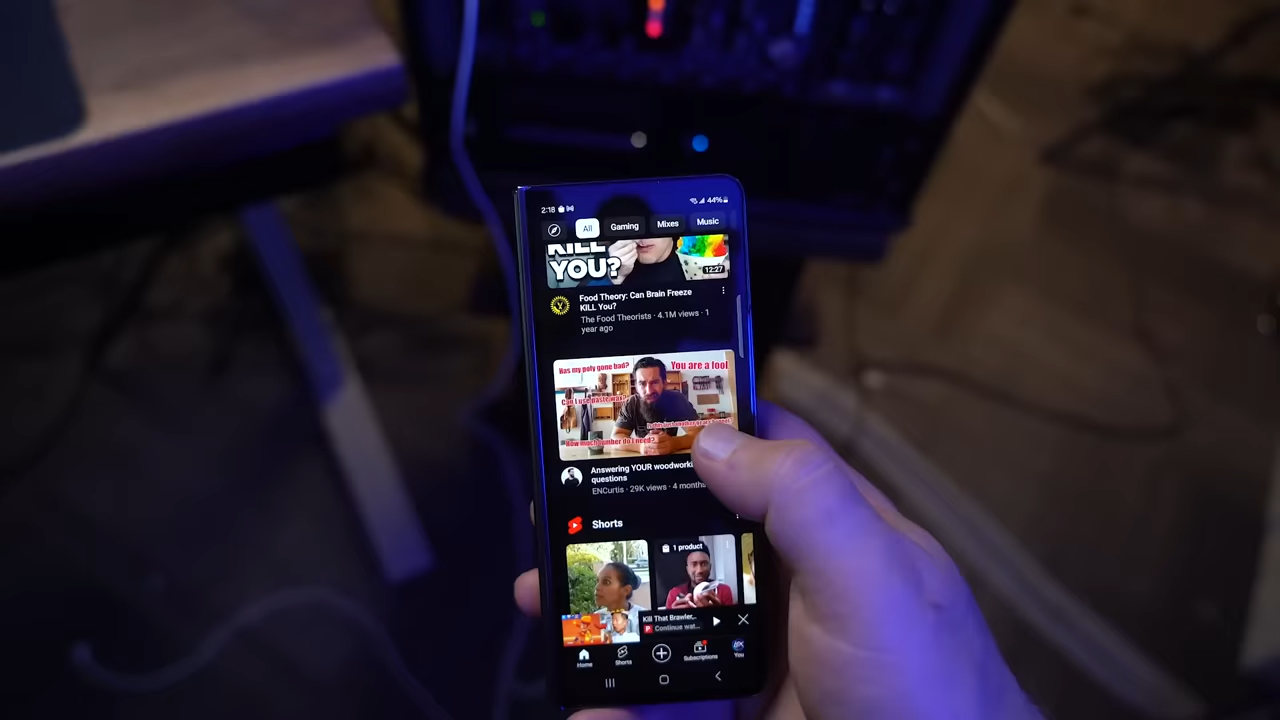 2:18
44%
All
Gaming
Mixes
Music
KILL
YOU?
12:27
Food Theory: Can Brain Freeze
KILL You?
The Food Theorists · 4.1M views · 1
year ago
Has my poly gone bad?
You are a fool
Can I use paste wax?
How much lumber do I need?
Answering YOUR woodworki
questions
ENCurtis · 29K views · 4 months
Shorts
1 product
Kill That Brawler,..
Continue wat...
Home
Shorts
Subscriptions
You